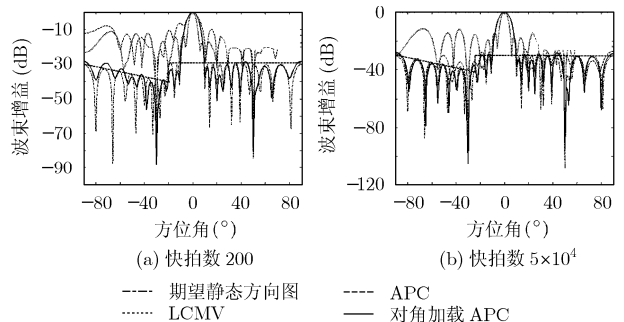 −10
−30
−50
−70
−90
波束增益 (dB)
−80 −40 0 40 80
方位角(°)
(a) 快拍数 200
0
−40
−80
−120
波束增益 (dB)
−80 −40 0 40 80
方位角(°)
(b) 快拍数 5×10⁴
期望静态方向图
APC
LCMV
对角加载 APC